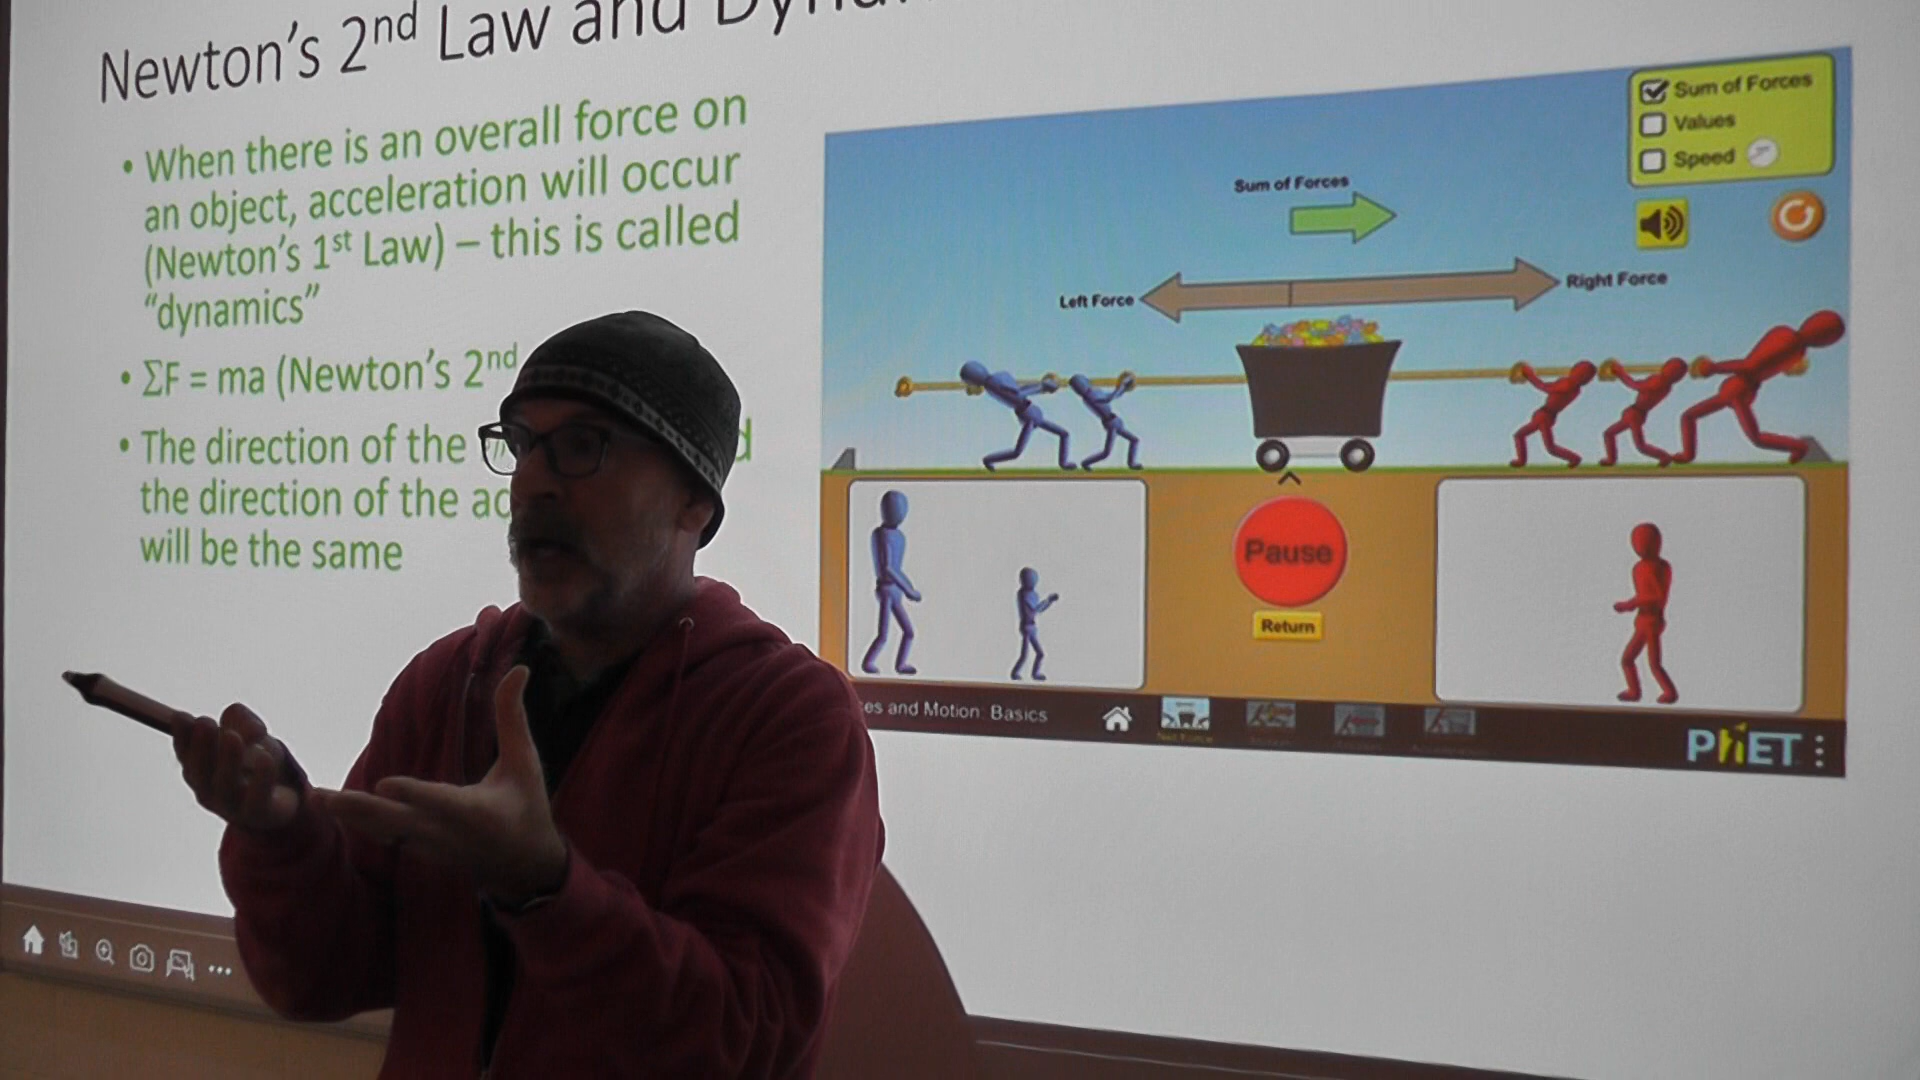 Newton's 2nd Law and
• When there is an overall force on
an object, acceleration will occur
(Newton's 1st Law) – this is called
"dynamics"
• ΣF = ma (Newton's 2nd
• The direction of the
the direction of the
will be the same
Sum of Forces
Values
Speed
Sum of Forces
Left Force
Right Force
Pause
Return
and Motion: Basics
Net Force
PhET